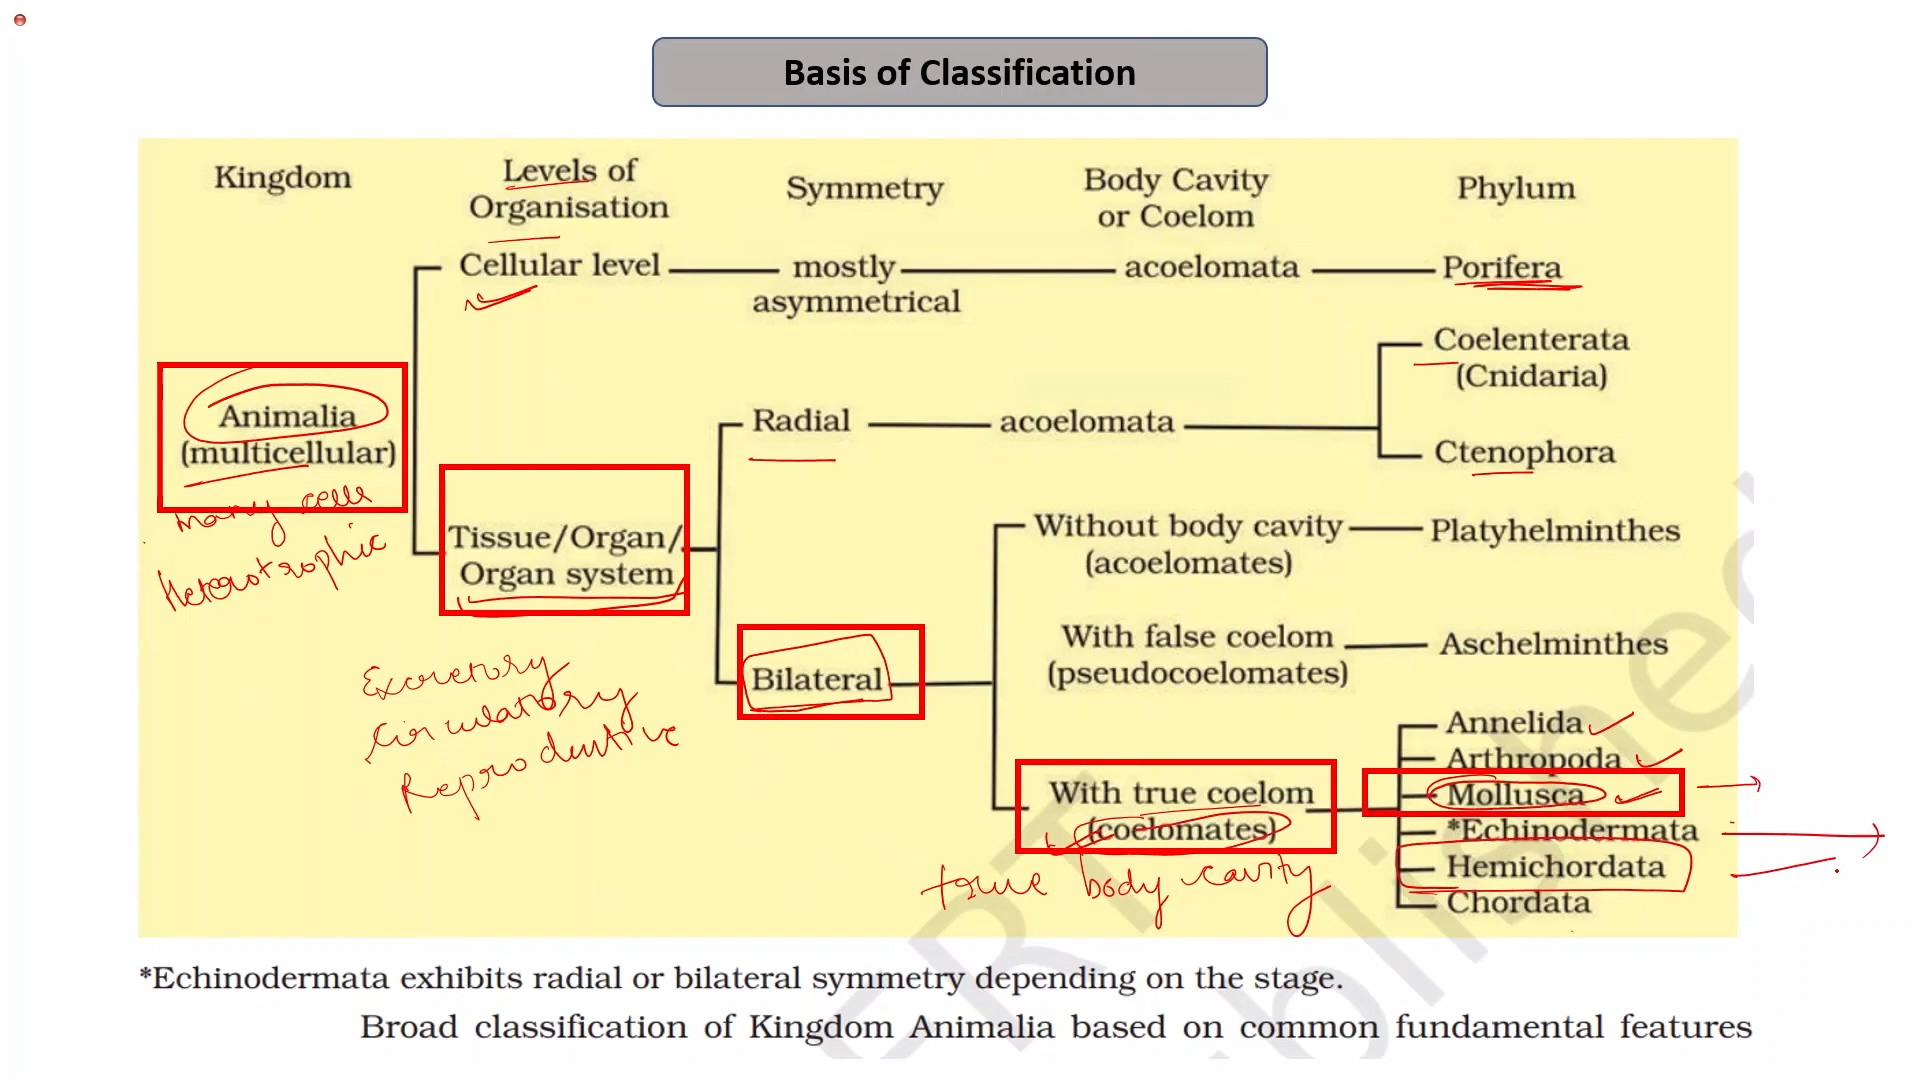 Basis of Classification
Kingdom
Levels of
Organisation
Symmetry
Body Cavity
or Coelom
Phylum
Cellular level
mostly
asymmetrical
acoelomata
Porifera
Coelenterata
(Cnidaria)
Animalia
(multicellular)
many cells
Heterotrophic
Radial
acoelomata
Ctenophora
Tissue/Organ/
Organ system
Without body cavity
(acoelomates)
Platyhelminthes
With false coelom
(pseudocoelomates)
Aschelminthes
Bilateral
Excretory
Circulatory
Reproductive
With true coelom
(coelomates)
true body cavity
Annelida
Arthropoda
Mollusca
*Echinodermata
Hemichordata
Chordata
*Echinodermata exhibits radial or bilateral symmetry depending on the stage.
Broad classification of Kingdom Animalia based on common fundamental features